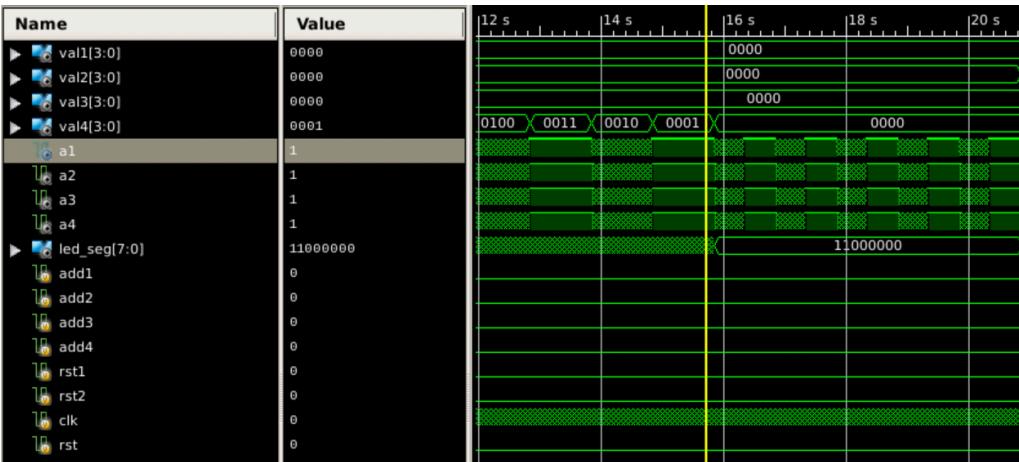 Name Value 12 s 14 s 16 s 18 s 20 s
val1[3:0] 0000 0000
val2[3:0] 0000 0000
val3[3:0] 0000 0000
val4[3:0] 0001 0100 0011 0010 0001 0000
a1 1
a2 1
a3 1
a4 1
led_seg[7:0] 11000000 11000000
add1 0
add2 0
add3 0
add4 0
rst1 0
rst2 0
clk 0
rst 0